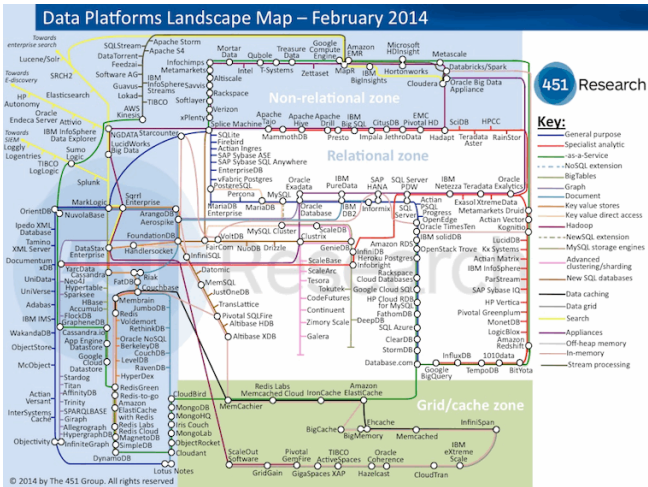 Data Platforms Landscape Map – February 2014
Towards
enterprise search
Lucene/Solr
SRCH2
Towards
E-discovery
Elasticsearch
HP
Autonomy
Oracle
Endeca Server
Attivio
IBM InfoSphere
Data Explorer
Towards
SIEM
Loggly
Logentries
Sumo
Logic
TIBCO
LogLogic
Splunk
SQLStream
DataTorrent
Feedzai
Software AG
Guavus
Lokad
AWS
Kinesis
Apache Storm
Apache S4
IBM
InfoSphere
Streams
TIBCO
NGDATA
LucidWorks
Big Data
Starcounter
Infochimps
Metamarkets
Altiscale
Savvis
Rackspace
Softlayer
Verizon
xPlenty
Mortar
Data
Qubole
Treasure
Data
Google
Compute
Engine
Amazon
EMR
Microsoft
HDInsight
Metascale
Intel
T-Systems
Zettaset
MapR
IBM
BigInsights
Hortonworks
Cloudera
Databricks/Spark
Oracle Big Data
Appliance
Non-relational zone
Splice Machine
Apache
Tajo
Apache
Hive
Drill
IBM
Big SQL
CitusDB
EMC
Pivotal HD
SciDB
HPCC
MammothDB
Presto
Impala
JethroData
Hadapt
Teradata
Aster
RainStor
Relational zone
SQLite
Firebird
Actian Ingres
SAP Sybase ASE
SAP Sybase SQL Anywhere
EnterpriseDB
vFabric Postgres
PostgreSQL
Percona
MySQL
Oracle
Exadata
IBM
PureData
SAP
HANA
SQL Server
PDW
IBM
Netezza
Teradata
Oracle
Exalytics
MariaDB
Enterprise
MariaDB
Oracle
Database
IBM
DB2
Informix
SQL
Server
Actian
PSQL
Progress
OpenEdge
Exasol
XtremeData
Metamarkets Druid
Actian Vector
Kognitio
Oracle TimesTen
IBM solidDB
OpenStack Trove
LucidDB
Kx Systems
Actian Matrix
IBM InfoSphere
ParStream
SAP Sybase IQ
HP Vertica
Pivotal Greenplum
MonetDB
LogicBlox
Amazon
Redshift
BitYota
MarkLogic
Sqrrl
Enterprise
OrientDB
NuvolaBase
ArangoDB
Aerospike
FoundationDB
Handlersocket
DataStax
Enterprise
VoltDB
MySQL Cluster
ScaleDB
Clustrix
NuoDB
Drizzle
InfiniSQL
GenieDB
ScaleBase
ScaleArc
Tesora
Tokutek
CodeFutures
Continuent
Zimory Scale
Galera
Amazon RDS
InfiniDB
Heroku Postgres
Infobright
Rackspace
Cloud Databases
Google Cloud SQL
HP Cloud RDB
for MySQL
FathomDB
DeepDB
SQL Azure
ClearDB
StormDB
Database.com
Google
BigQuery
InfluxDB
TempoDB
1010data
Ipedo XML
Database
Tamino
XML Server
Documentum
xDB
UniData
UniVerse
Adabas
IBM IMS
WakandaDB
ObjectStore
McObject
Actian
Versant
InterSystems
Cache
Objectivity
YarcData
Cassandra
Neo4J
Hypertable
Sparksee
HBase
Accumulo
FlockDB
GrapheneDB
Cassandra.io
App Engine
Datastore
Google
Cloud
Datastore
Stardog
Titan
AffinityDB
Trinity
SPARQLBASE
Giraph
Allegrograph
HypergraphDB
InfiniteGraph
FatDB
Riak
Couchbase
Membrain
Redis
Voldemort
RethinkDB
Oracle NoSQL
BerkeleyDB
CouchDB
LevelDB
RavenDB
HyperDex
RedisGreen
Redis-to-go
Amazon
ElastiCache
with Redis
Redis Labs
Redis Cloud
MagnetoDB
SimpleDB
DynamoDB
Lotus Notes
Datomic
MemSQL
JustOneDB
TransLattice
Pivotal SQLFire
Altibase HDB
Altibase XDB
CloudBird
MongoDB
MongoHQ
Iris Couch
MongoLab
ObjectRocket
Cloudant
Grid/cache zone
MemCachier
Redis Labs
Memcached Cloud
IronCache
Amazon
ElastiCache
BigCache
BigMemory
Ehcache
Memcached
InfiniSpan
ScaleOut
Software
GridGain
Pivotal
GemFire
GigaSpaces XAP
TIBCO
ActiveSpaces
Oracle
Coherence
Hazelcast
CloudTran
IBM
eXtreme
Scale
451 Research
Key:
General purpose
Specialist analytic
-as-a-Service
BigTables
Graph
Document
Key value stores
Key value direct access
Hadoop
MySQL storage engines
Advanced
clustering/sharding
New SQL databases
Data caching
Data grid
Search
Appliances
Off-heap memory
In-memory
Stream processing
© 2014 by The 451 Group. All rights reserved